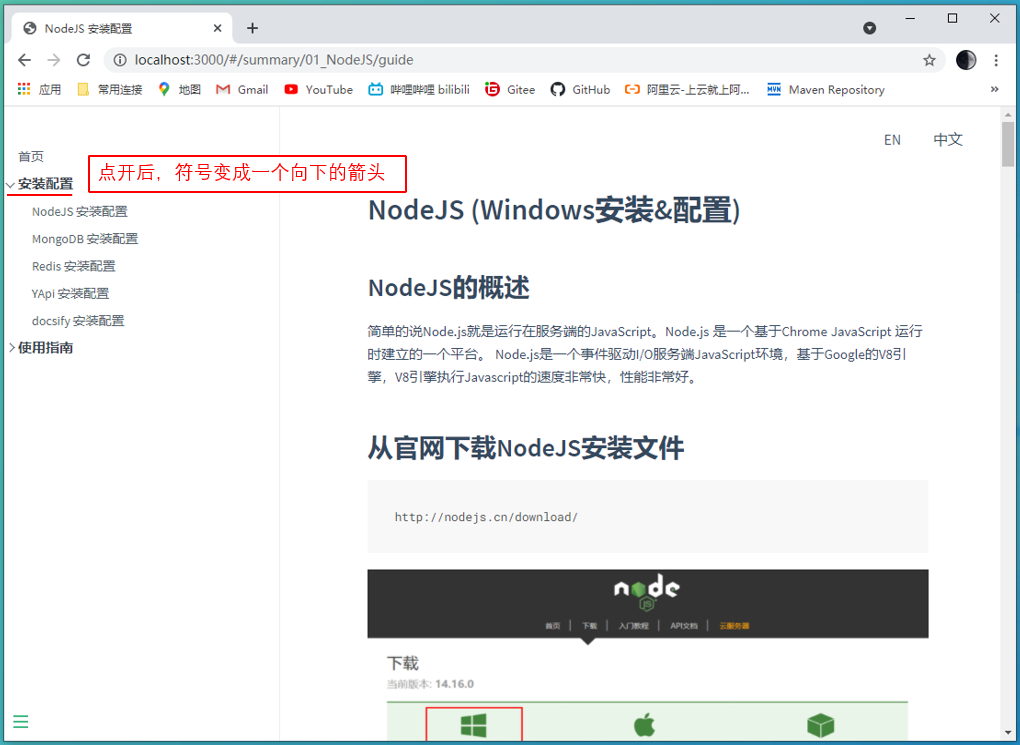 NodeJS 安装配置
localhost:3000/#/summary/01_NodeJS/guide
应用
常用连接
地图
Gmail
YouTube
哔哩哔哩 bilibili
Gitee
GitHub
阿里云-上云就上阿...
Maven Repository
»
EN
中文
首页
安装配置
点开后，符号变成一个向下的箭头
NodeJS 安装配置
MongoDB 安装配置
Redis 安装配置
YApi 安装配置
docsify 安装配置
使用指南
NodeJS (Windows安装&配置)
NodeJS的概述
简单的说Node.js就是运行在服务端的JavaScript。Node.js 是一个基于Chrome JavaScript 运行
时建立的一个平台。 Node.js是一个事件驱动I/O服务端JavaScript环境，基于Google的V8引
擎，V8引擎执行Javascript的速度非常快，性能非常好。
从官网下载NodeJS安装文件
http://nodejs.cn/download/
node
JS
首页 | 下载 | 入门教程 | API文档 | 云服务器
下载
当前版本: 14.16.0